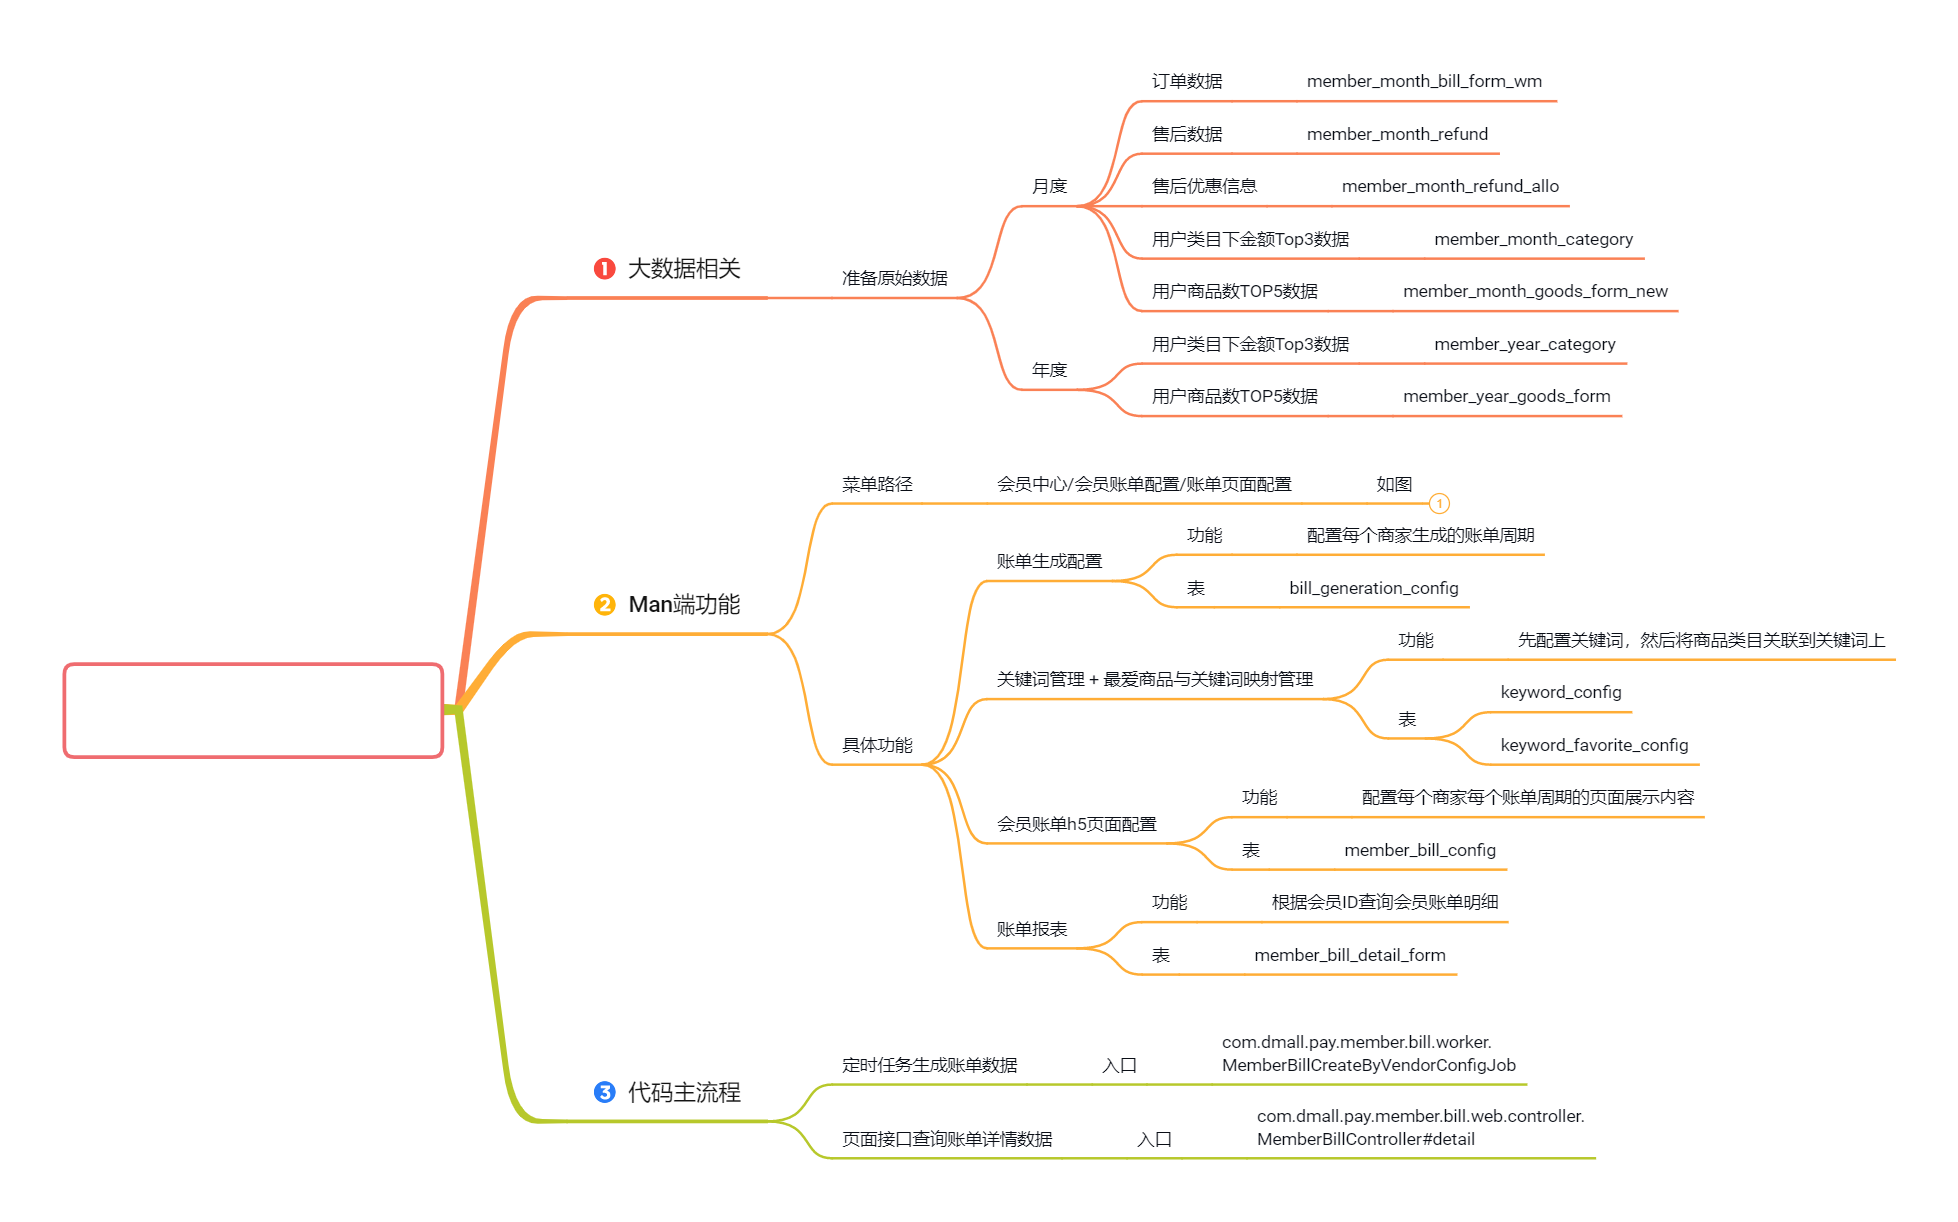 1 大数据相关
准备原始数据
月度
订单数据 member_month_bill_form_wm
售后数据 member_month_refund
售后优惠信息 member_month_refund_allo
用户类目下金额Top3数据 member_month_category
用户商品数TOP5数据 member_month_goods_form_new
年度
用户类目下金额Top3数据 member_year_category
用户商品数TOP5数据 member_year_goods_form
2 Man端功能
菜单路径 会员中心/会员账单配置/账单页面配置 如图 1
具体功能
账单生成配置
功能 配置每个商家生成的账单周期
表 bill_generation_config
关键词管理 + 最爱商品与关键词映射管理
功能 先配置关键词，然后将商品类目关联到关键词上
表
keyword_config
keyword_favorite_config
会员账单h5页面配置
功能 配置每个商家每个账单周期的页面展示内容
表 member_bill_config
账单报表
功能 根据会员ID查询会员账单明细
表 member_bill_detail_form
3 代码主流程
定时任务生成账单数据 入口
com.dmall.pay.member.bill.worker.
MemberBillCreateByVendorConfigJob
页面接口查询账单详情数据 入口
com.dmall.pay.member.bill.web.controller.
MemberBillController#detail